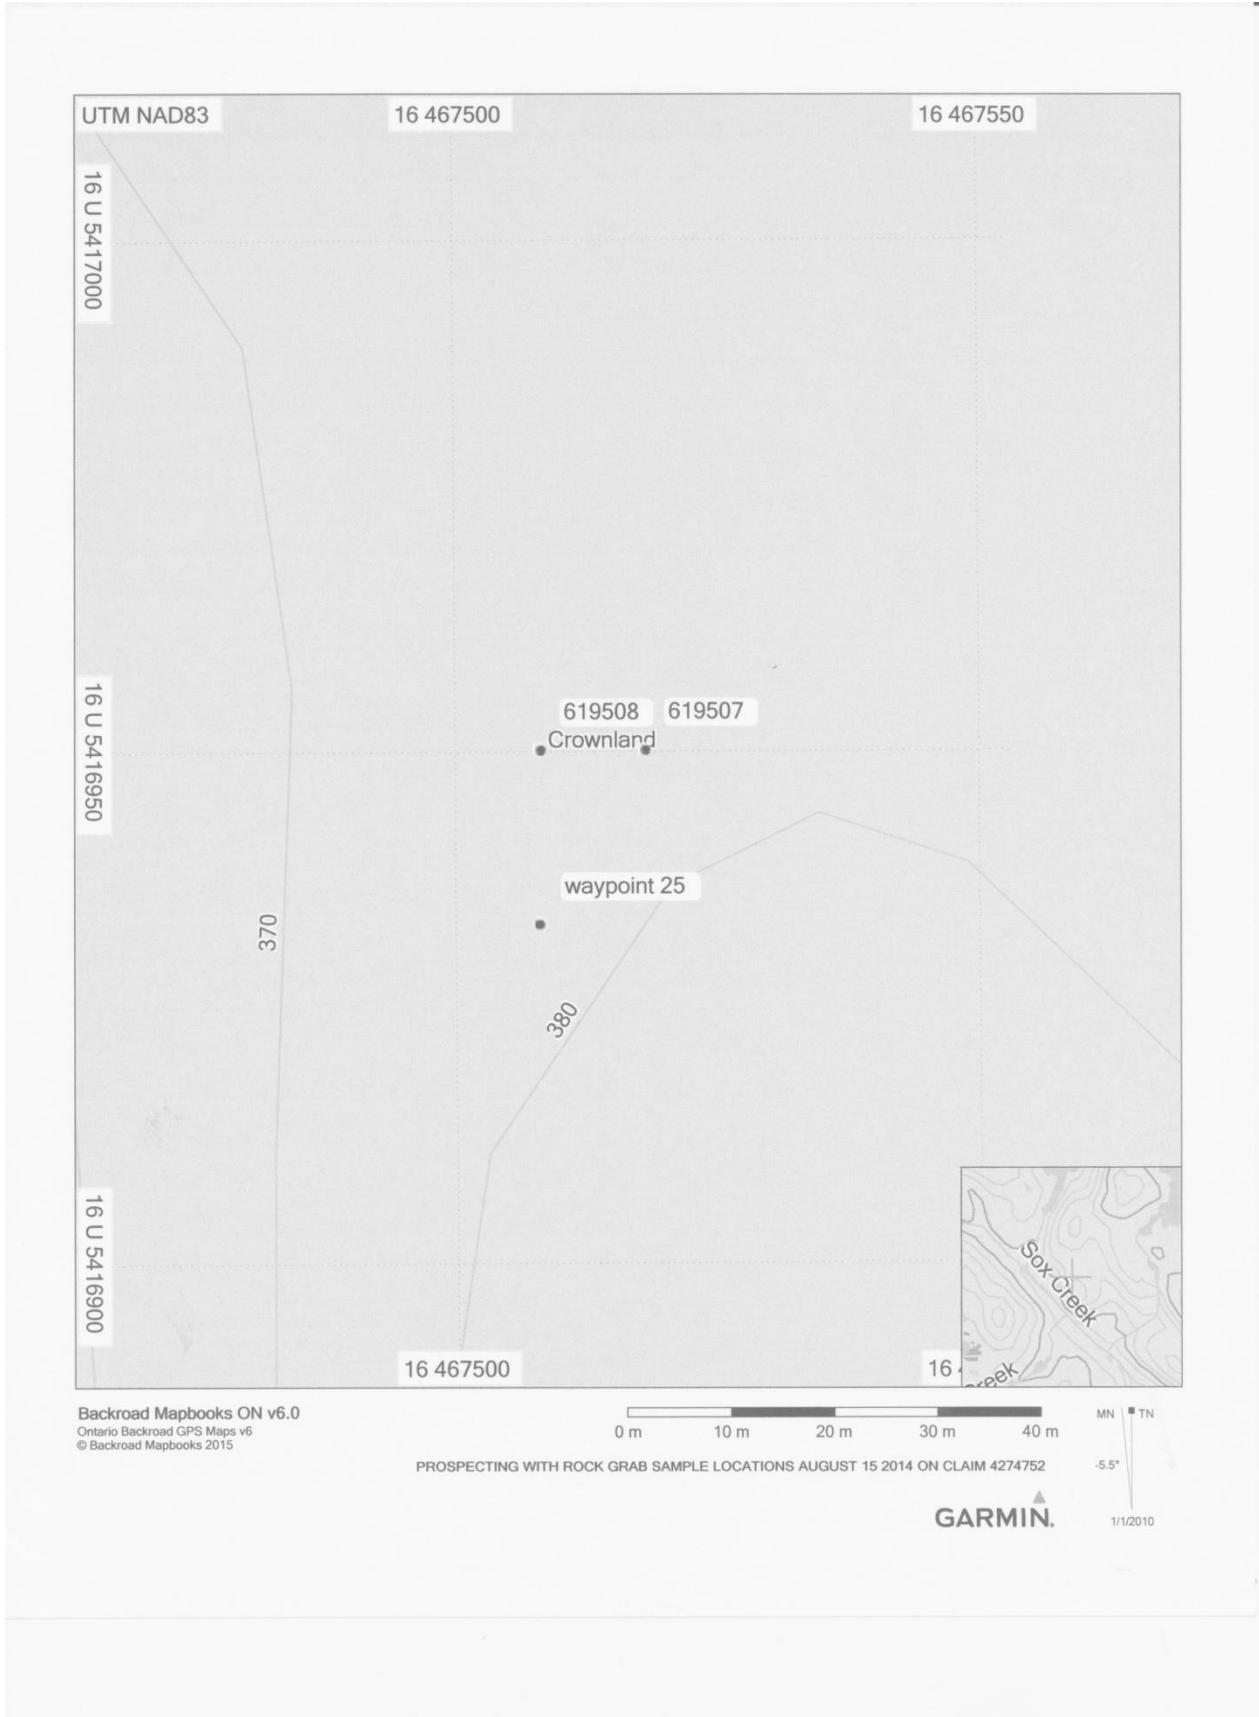 UTM NAD83
16 467500
16 467550
16 U 5417000
619508
619507
Crownland
16 U 5416950
waypoint 25
370
380
16 U 5416900
Sox Creek
reek
16 467500
16
Backroad Mapbooks ON v6.0
Ontario Backroad GPS Maps v6
© Backroad Mapbooks 2015
0 m 10 m 20 m 30 m 40 m
MN TN
PROSPECTING WITH ROCK GRAB SAMPLE LOCATIONS AUGUST 15 2014 ON CLAIM 4274752
-5.5°
GARMIN.
1/1/2010